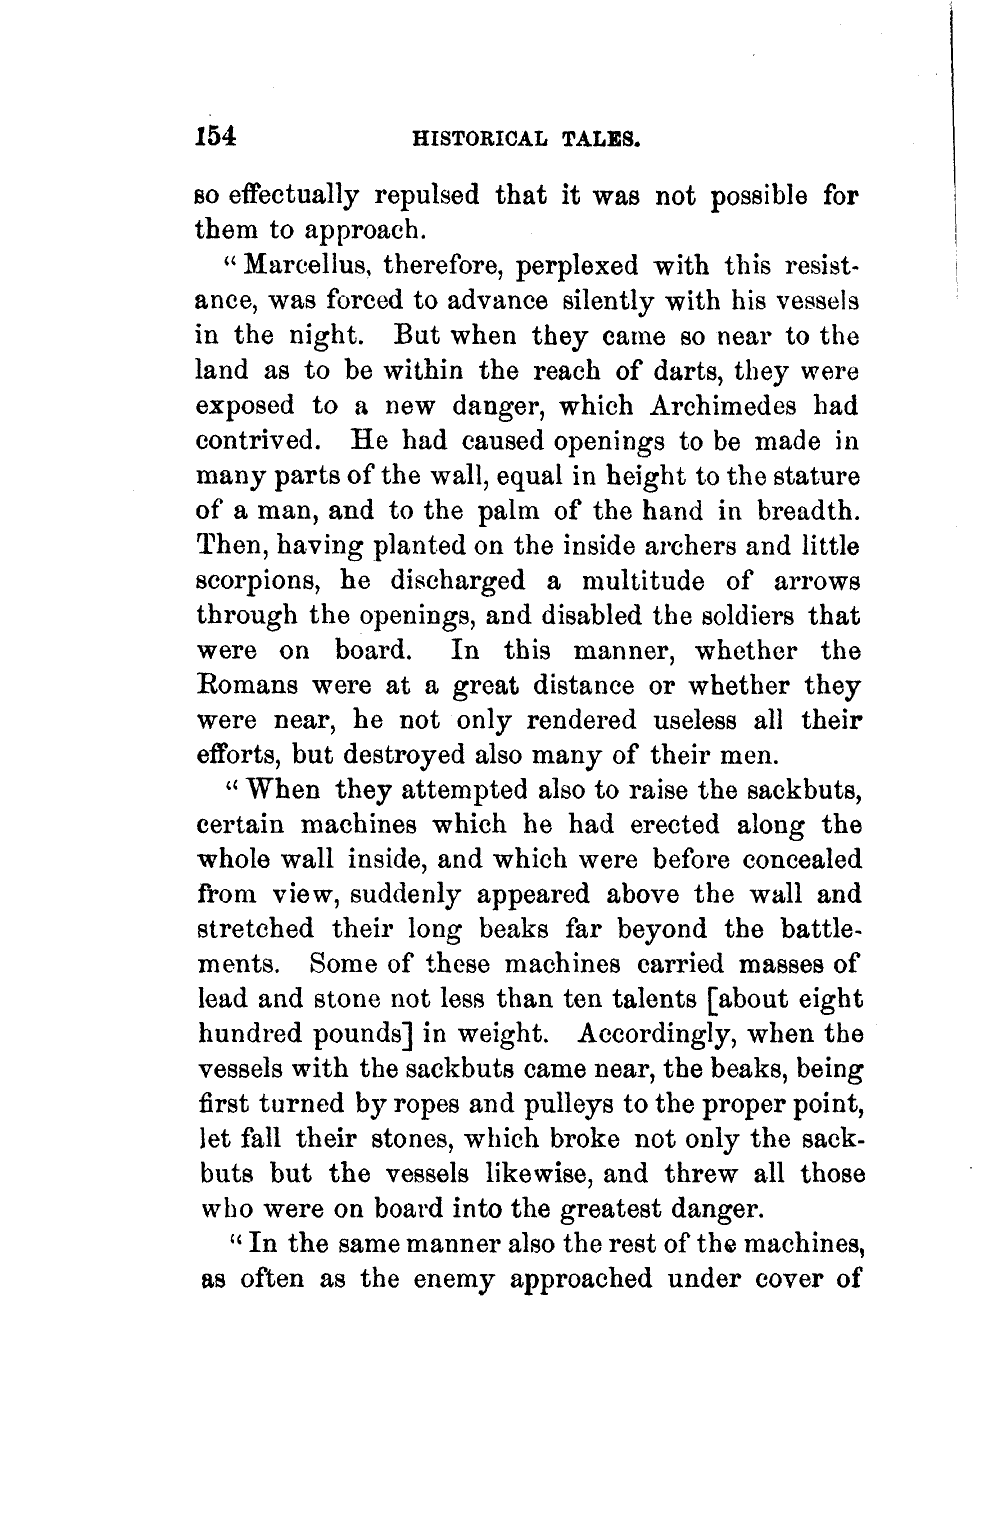 154 HISTORICAL TALES.
so effectually repulsed that it was not possible for
them to approach.
“Marcellus, therefore, perplexed with this resist-
ance, was forced to advance silently with his vessels
in the night. But when they came so near to the
land as to be within the reach of darts, they were
exposed to a new danger, which Archimedes had
contrived. He had caused openings to be made in
many parts of the wall, equal in height to the stature
of a man, and to the palm of the hand in breadth.
Then, having planted on the inside archers and little
scorpions, he discharged a multitude of arrows
through the openings, and disabled the soldiers that
were on board. In this manner, whether the
Romans were at a great distance or whether they
were near, he not only rendered useless all their
efforts, but destroyed also many of their men.
“When they attempted also to raise the sackbuts,
certain machines which he had erected along the
whole wall inside, and which were before concealed
from view, suddenly appeared above the wall and
stretched their long beaks far beyond the battle-
ments. Some of these machines carried masses of
lead and stone not less than ten talents [about eight
hundred pounds] in weight. Accordingly, when the
vessels with the sackbuts came near, the beaks, being
first turned by ropes and pulleys to the proper point,
let fall their stones, which broke not only the sack-
buts but the vessels likewise, and threw all those
who were on board into the greatest danger.
“In the same manner also the rest of the machines,
as often as the enemy approached under cover of